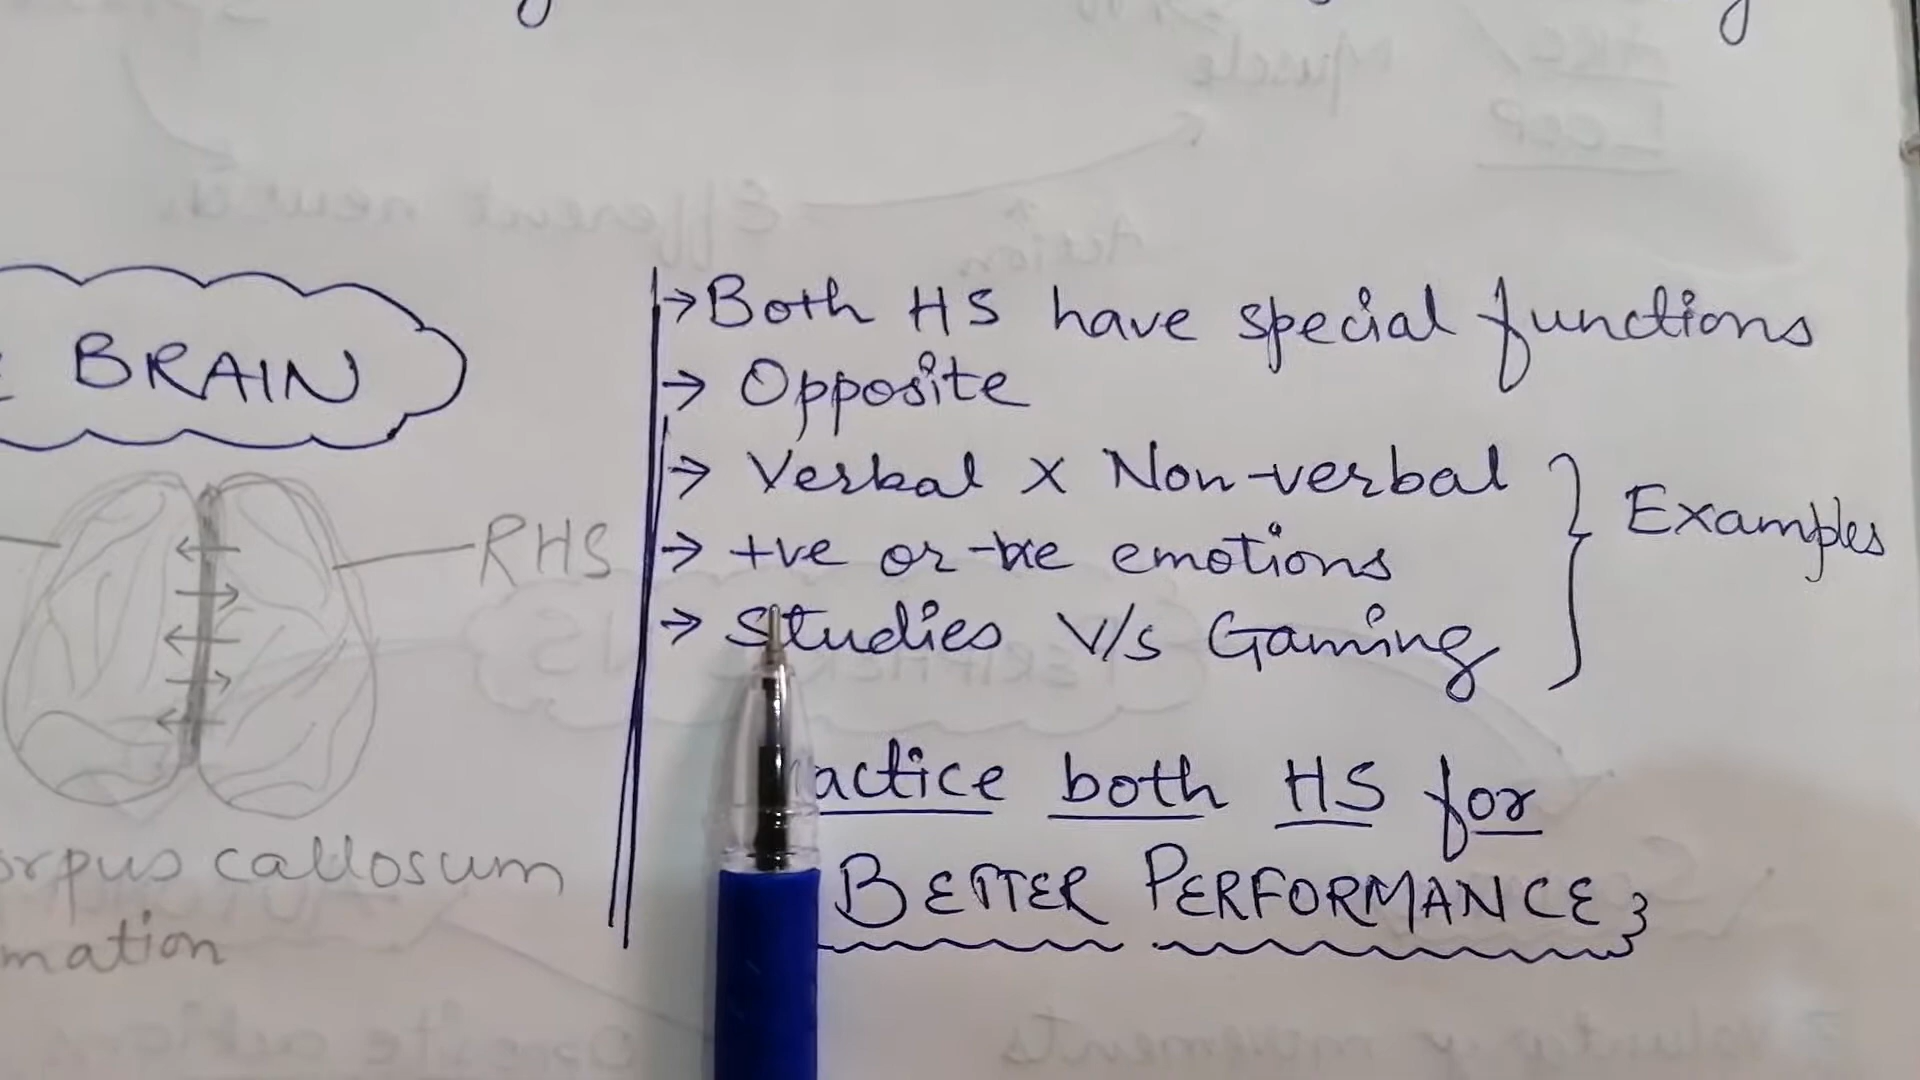 BRAIN
RHS
corpus callosum
mation
→ Both HS have special functions
→ Opposite
→ Verbal X Non-verbal
→ +ve or -ve emotions
→ Studies V/s Gaming
Examples
actice both HS for
BETTER PERFORMANCE